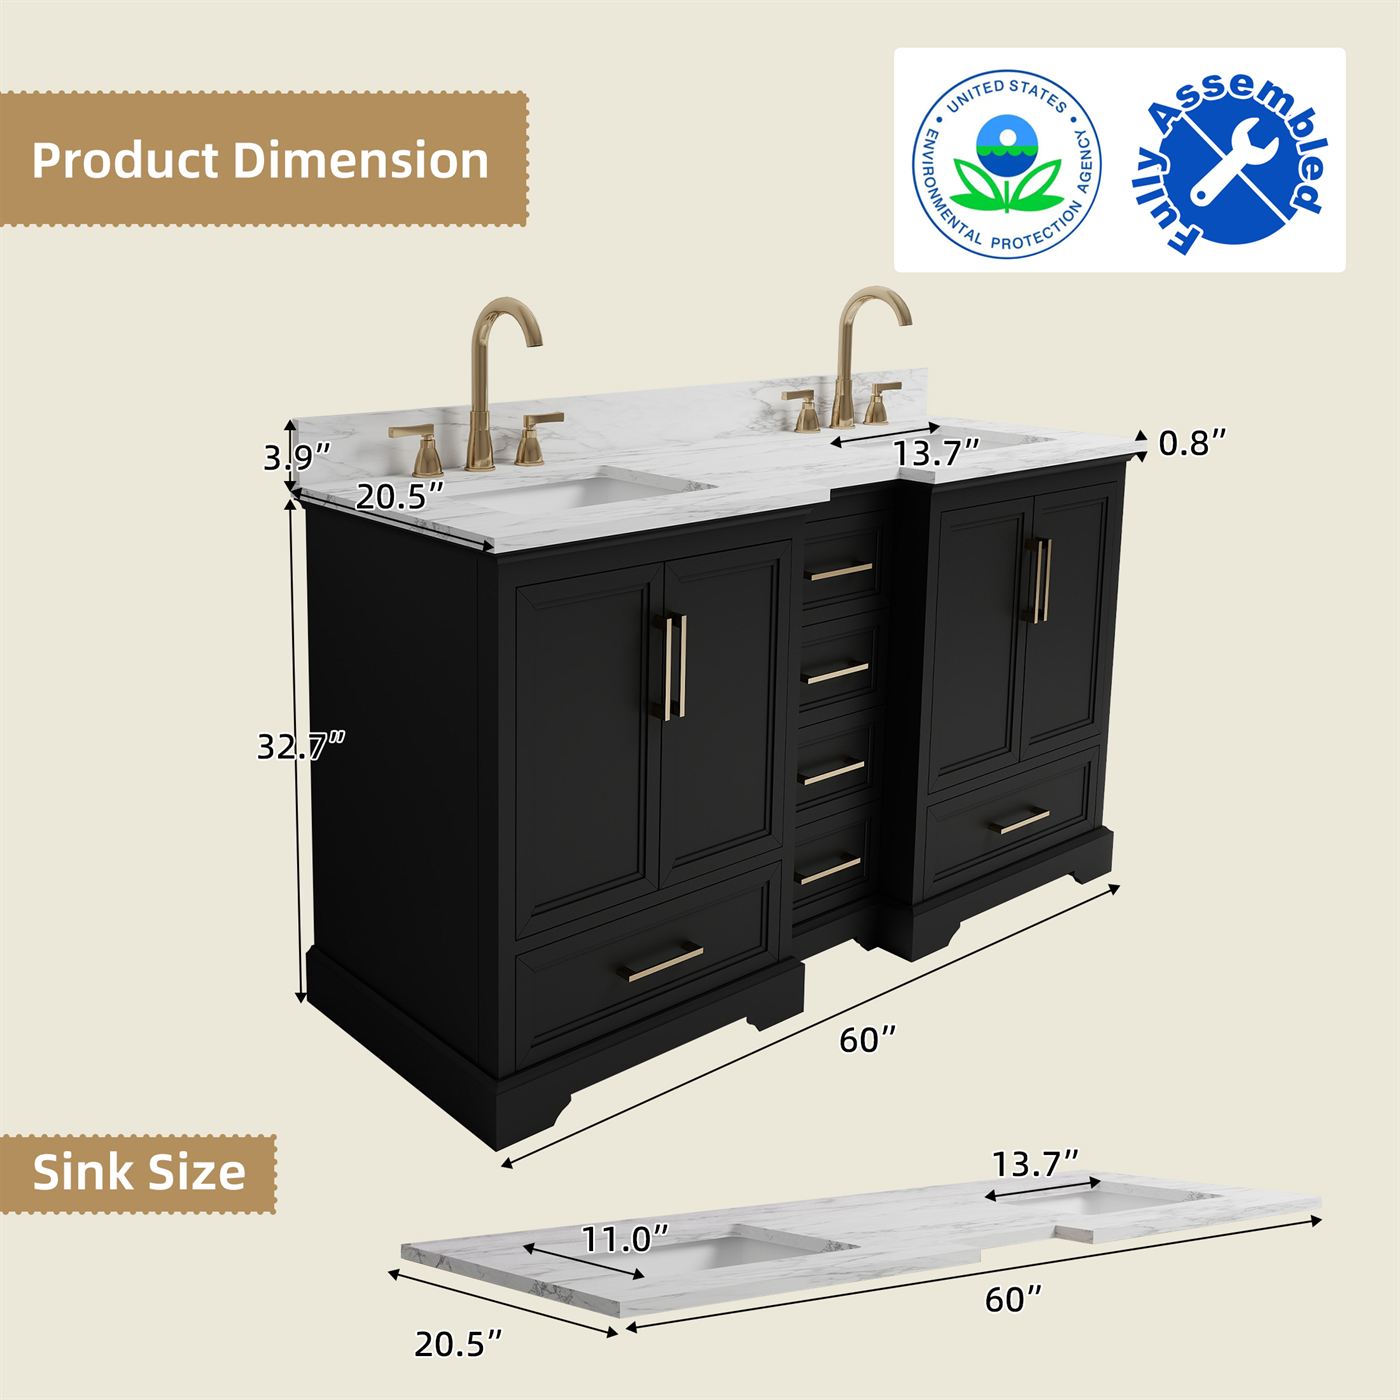 Product Dimension
UNITED STATES
ENVIRONMENTAL PROTECTION AGENCY
Fully Assembled
3.9”
20.5”
13.7”
0.8”
32.7”
60”
Sink Size
13.7”
11.0”
60”
20.5”